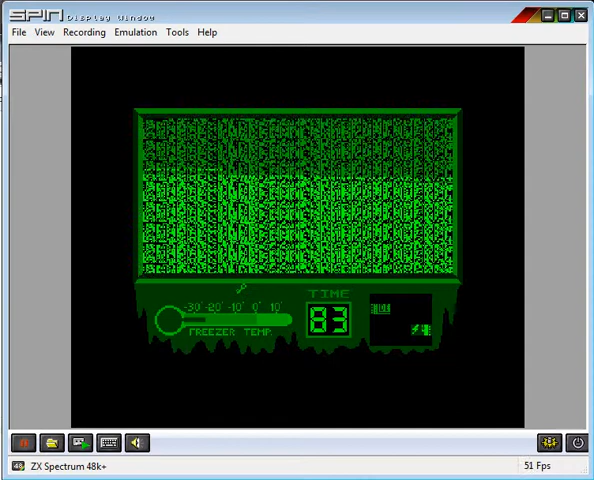 SPIN Display Window
File View Recording Emulation Tools Help
-30° -20° -10° 0° 10°
FREEZER TEMP.
TIME
83
48 ZX Spectrum 48k+
51 Fps